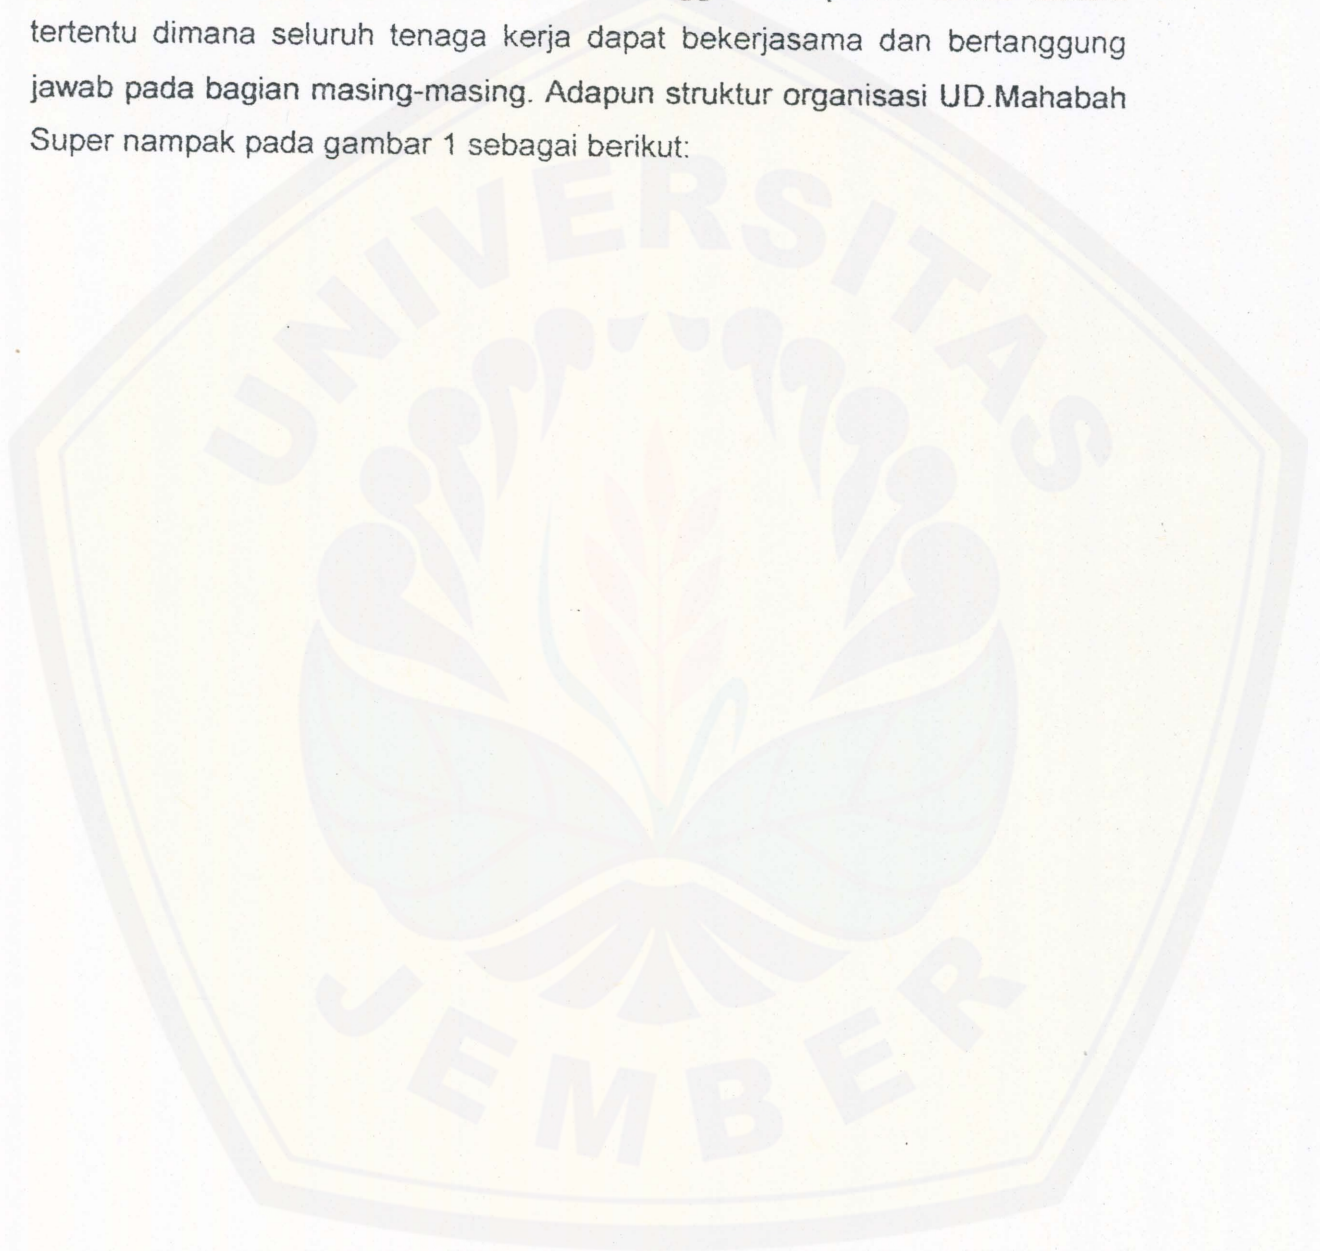 tertentu dimana seluruh tenaga kerja dapat bekerjasama dan bertanggung
jawab pada bagian masing-masing. Adapun struktur organisasi UD.Mahabah
Super nampak pada gambar 1 sebagai berikut:
UNIVERSITAS
JEMBER